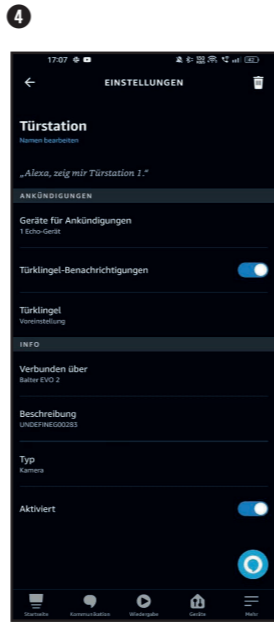 4
17:07
EINSTELLUNGEN
Türstation
Namen bearbeiten
„Alexa, zeig mir Türstation 1.“
ANKÜNDIGUNGEN
Geräte für Ankündigungen
1 Echo-Gerät
Türklingel-Benachrichtigungen
Türklingel
Voreinstellung
INFO
Verbunden über
Balter EVO 2
Beschreibung
UNDEFINEG00283
Typ
Kamera
Aktiviert
Startseite Kommunikation Wiedergabe Geräte Mehr